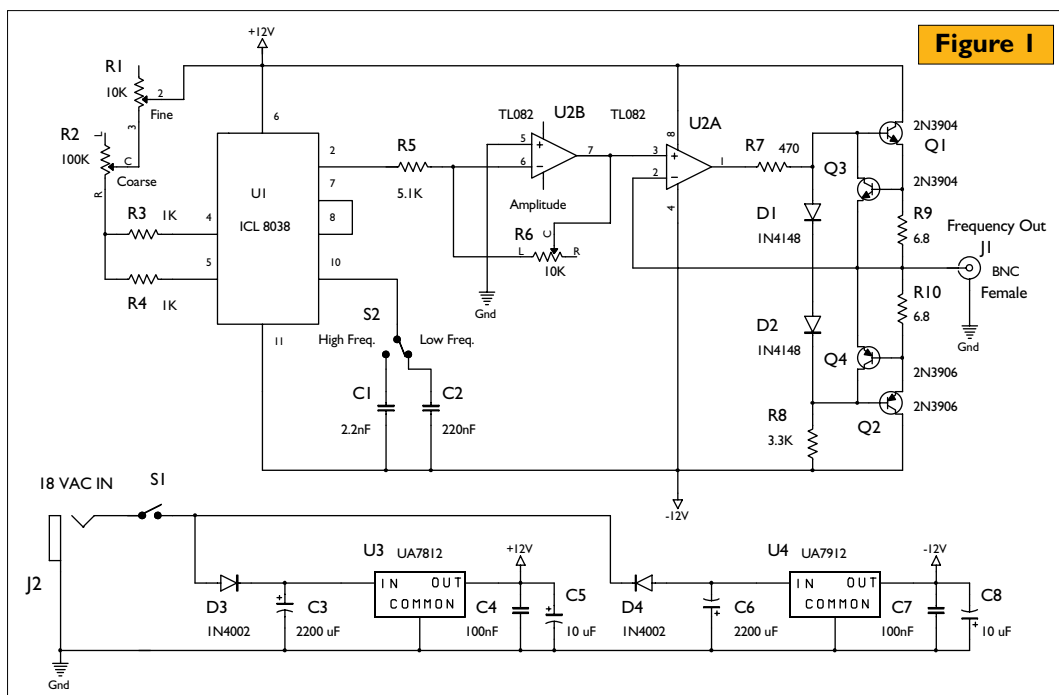 Figure 1
+12V
R1
10K
2
Fine
3
R2
L
100K
C
Coarse
R
R3
1K
4
5
R4
1K
6
U1
ICL 8038
2
7
8
10
11
R5
5.1K
TL082
U2B
5
6
7
Amplitude
R6
C
L
R
10K
Gnd
TL082
U2A
8
3
2
1
4
R7
470
D1
1N4148
D2
1N4148
R8
3.3K
2N3904
Q1
Q3
2N3904
R9
6.8
Frequency Out
J1
BNC
Female
R10
6.8
Gnd
Q4
2N3906
2N3906
Q2
S2
High Freq.
Low Freq.
C1
2.2nF
C2
220nF
-12V
18 VAC IN
S1
J2
Gnd
D3
1N4002
C3
+
2200 uF
U3
UA7812
IN OUT
COMMON
+12V
C4
100nF
C5
+
10 uF
D4
1N4002
C6
+
2200 uF
U4
UA7912
IN OUT
COMMON
-12V
C7
100nF
C8
+
10 uF